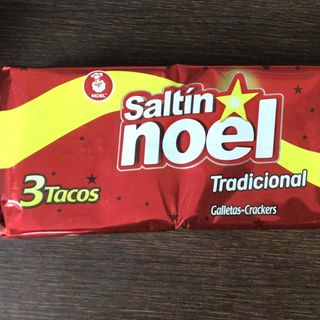 NOEL
Saltín
noel
Tradicional
3 Tacos
Galletas-Crackers